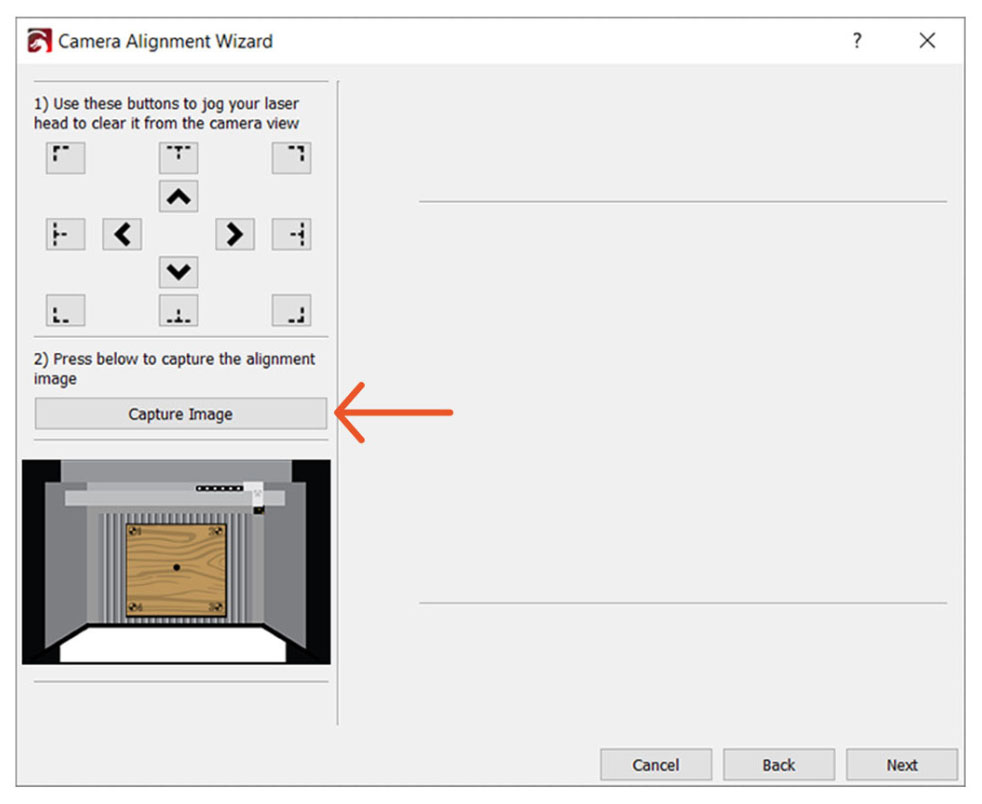 Camera Alignment Wizard
?
1) Use these buttons to jog your laser
head to clear it from the camera view
2) Press below to capture the alignment
image
Capture Image
Cancel
Back
Next